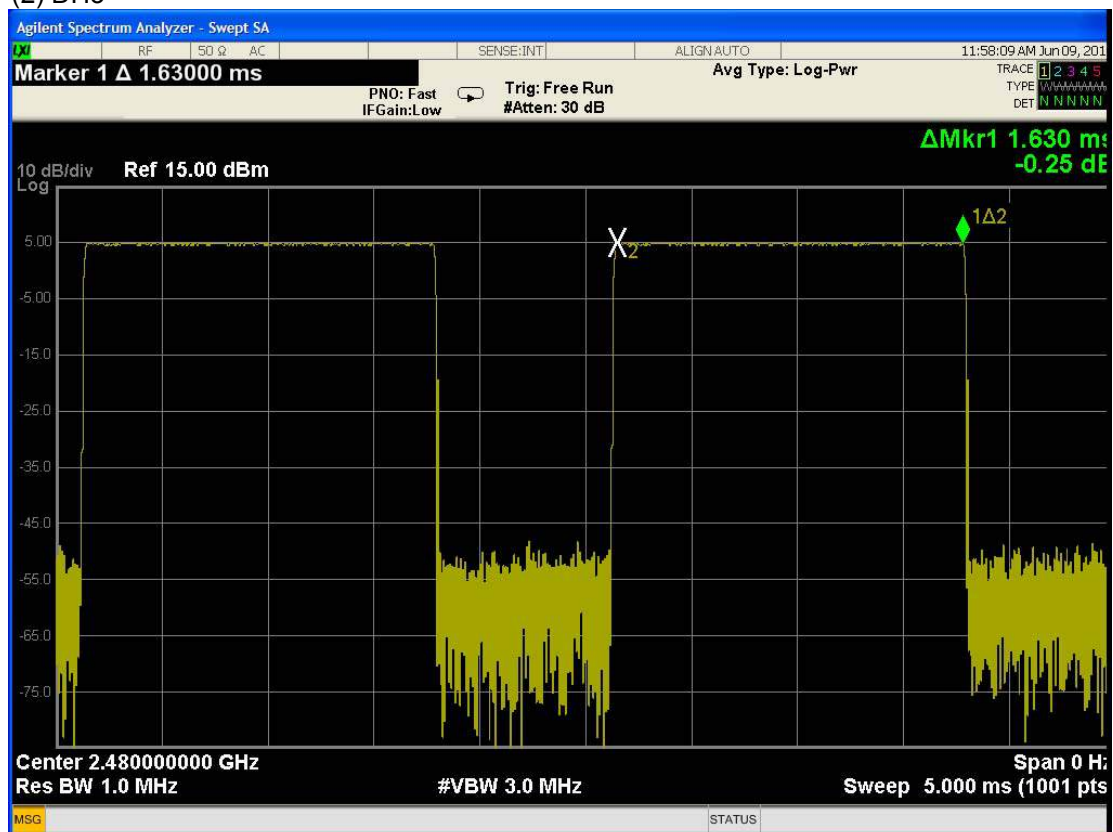 Agilent Spectrum Analyzer - Swept SA
LXI RF 50 Ω AC SENSE:INT ALIGN AUTO 11:58:09 AM Jun 09, 201
Marker 1 Δ 1.63000 ms
PNO: Fast
IFGain:Low
Trig: Free Run
#Atten: 30 dB
Avg Type: Log-Pwr
TRACE 1 2 3 4 5
TYPE
DET N N N N N
ΔMkr1 1.630 ms
-0.25 dB
10 dB/div Ref 15.00 dBm
Log
1Δ2
5.00
X2
-5.00
-15.0
-25.0
-35.0
-45.0
-55.0
-65.0
-75.0
Center 2.480000000 GHz Span 0 Hz
Res BW 1.0 MHz #VBW 3.0 MHz Sweep 5.000 ms (1001 pts
MSG STATUS